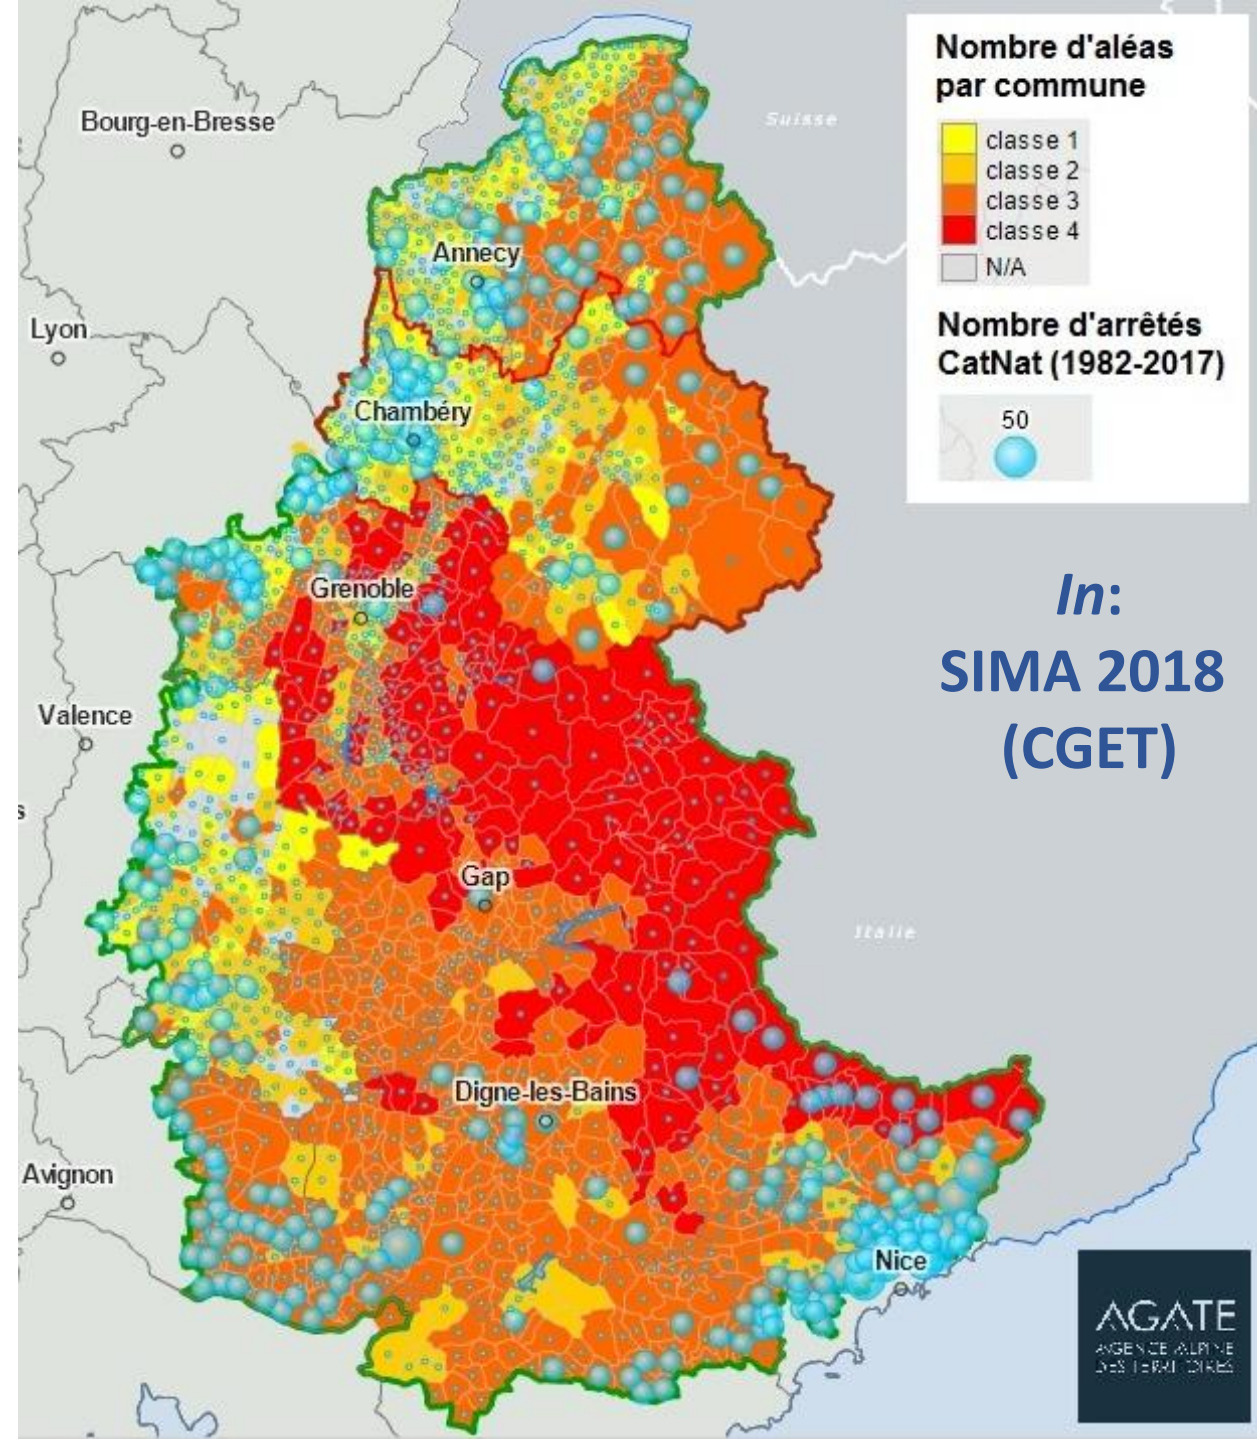 Nombre d'aléas
par commune
classe 1
classe 2
classe 3
classe 4
N/A
Nombre d'arrêtés
CatNat (1982-2017)
50
Suisse
Bourg-en-Bresse
Annecy
Lyon
Chambéry
Grenoble
In:
SIMA 2018
(CGET)
Valence
s
Gap
Italie
Digne-les-Bains
Avignon
Nice
AGATE
AGENCE ALPINE
DES TERRITOIRES